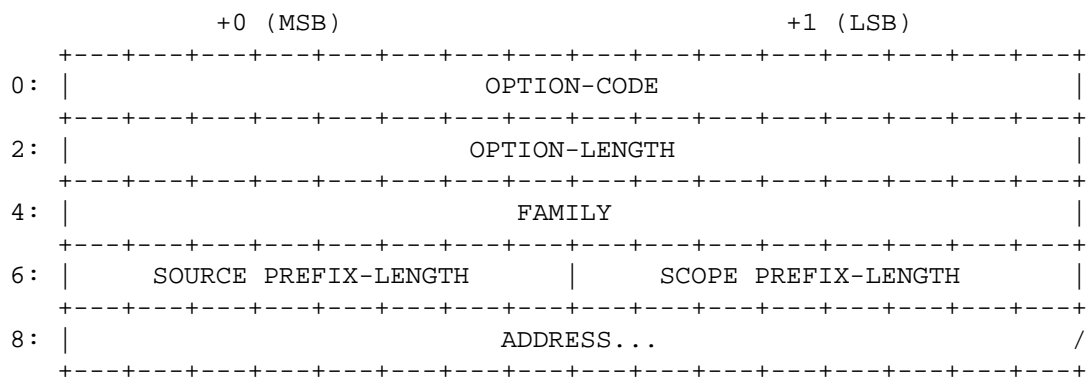 +0 (MSB) +1 (LSB)
+---+---+---+---+---+---+---+---+---+---+---+---+---+---+---+---+
0: | OPTION-CODE |
+---+---+---+---+---+---+---+---+---+---+---+---+---+---+---+---+
2: | OPTION-LENGTH |
+---+---+---+---+---+---+---+---+---+---+---+---+---+---+---+---+
4: | FAMILY |
+---+---+---+---+---+---+---+---+---+---+---+---+---+---+---+---+
6: | SOURCE PREFIX-LENGTH | SCOPE PREFIX-LENGTH |
+---+---+---+---+---+---+---+---+---+---+---+---+---+---+---+---+
8: | ADDRESS... /
+---+---+---+---+---+---+---+---+---+---+---+---+---+---+---+---+